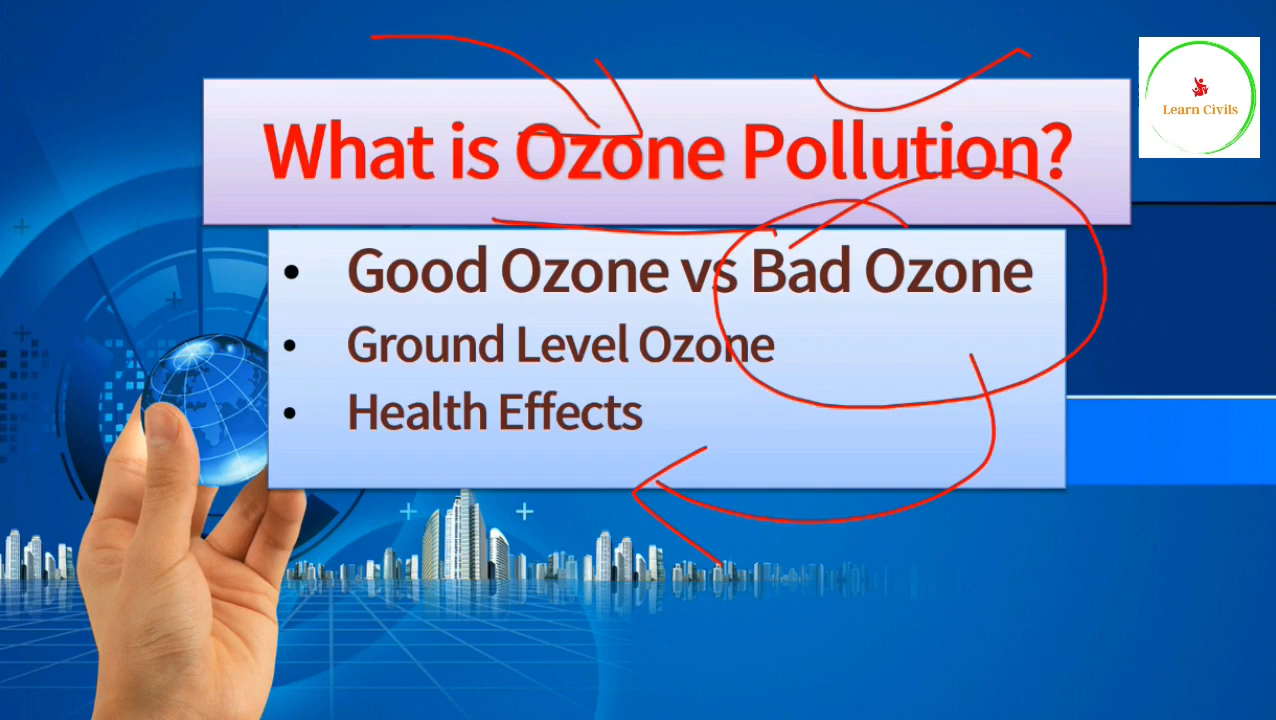 What is Ozone Pollution?
Learn Civils
• Good Ozone vs Bad Ozone
• Ground Level Ozone
• Health Effects